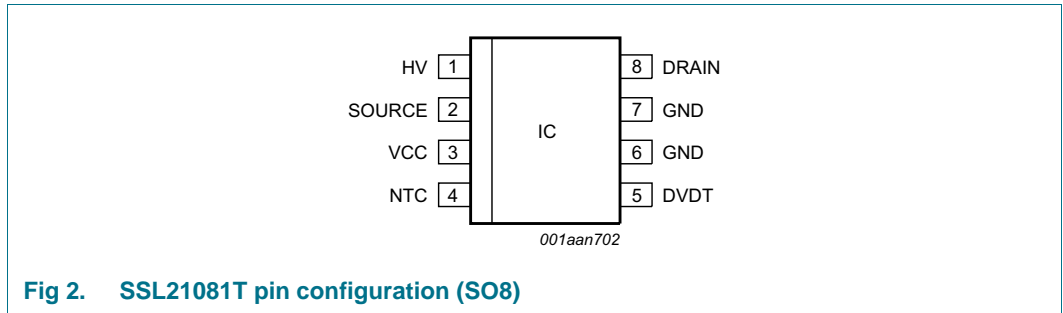 HV 1
8 DRAIN
SOURCE 2
7 GND
IC
VCC 3
6 GND
NTC 4
5 DVDT
001aan702
Fig 2. SSL21081T pin configuration (SO8)